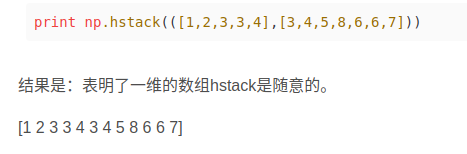 print np.hstack(([1,2,3,3,4],[3,4,5,8,6,6,7]))
结果是：表明了一维的数组hstack是随意的。
[1 2 3 3 4 3 4 5 8 6 6 7]